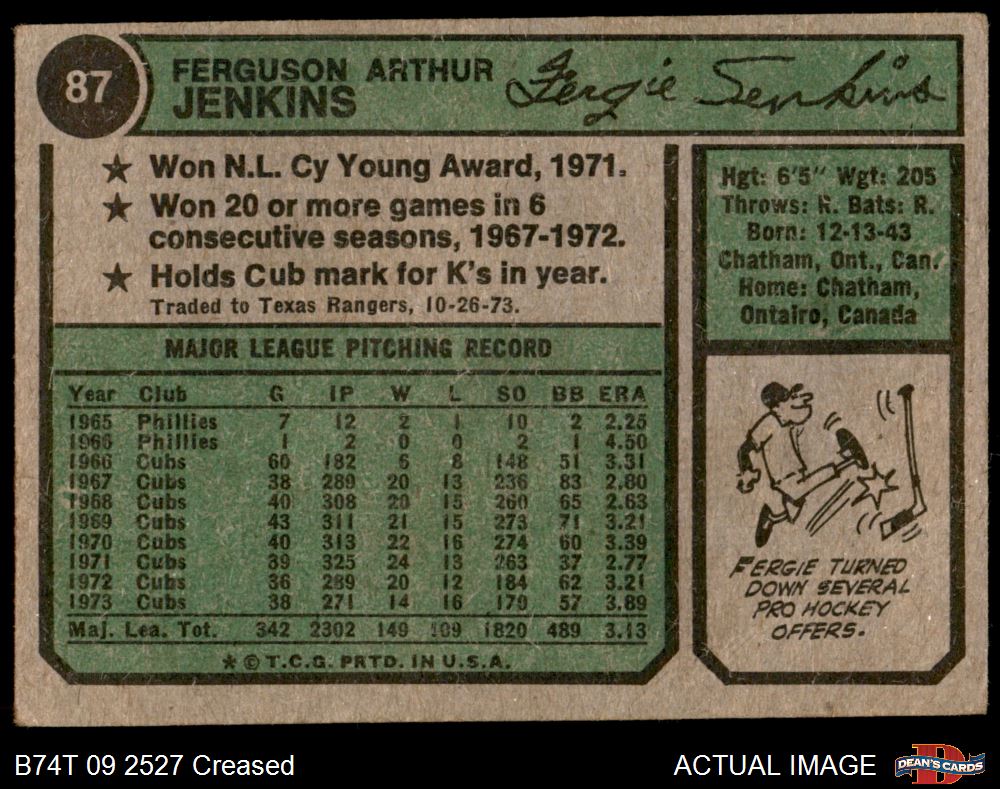 87
FERGUSON ARTHUR
JENKINS
Fergie Jenkins
★ Won N.L. Cy Young Award, 1971.
★ Won 20 or more games in 6
consecutive seasons, 1967-1972.
★ Holds Cub mark for K's in year.
Traded to Texas Rangers, 10-26-73.
Hgt: 6'5" Wgt: 205
Throws: R. Bats: R.
Born: 12-13-43
Chatham, Ont., Can.
Home: Chatham,
Ontairo, Canada
MAJOR LEAGUE PITCHING RECORD
Year Club G IP W L SO BB ERA
1965 Phillies 7 12 2 1 10 2 2.25
1966 Phillies 1 2 0 0 2 1 4.50
1966 Cubs 60 182 6 8 148 51 3.31
1967 Cubs 38 289 20 13 236 83 2.80
1968 Cubs 40 308 20 15 260 65 2.63
1969 Cubs 43 311 21 15 273 71 3.21
1970 Cubs 40 313 22 16 274 60 3.39
1971 Cubs 39 325 24 13 263 37 2.77
1972 Cubs 36 289 20 12 184 62 3.21
1973 Cubs 38 271 14 16 170 57 3.89
Maj. Lea. Tot. 342 2302 149 109 1820 489 3.13
★ © T.C.G. PRTD. IN U.S.A.
FERGIE TURNED
DOWN SEVERAL
PRO HOCKEY
OFFERS.
B74T 09 2527 Creased
ACTUAL IMAGE
DEAN'S CARDS